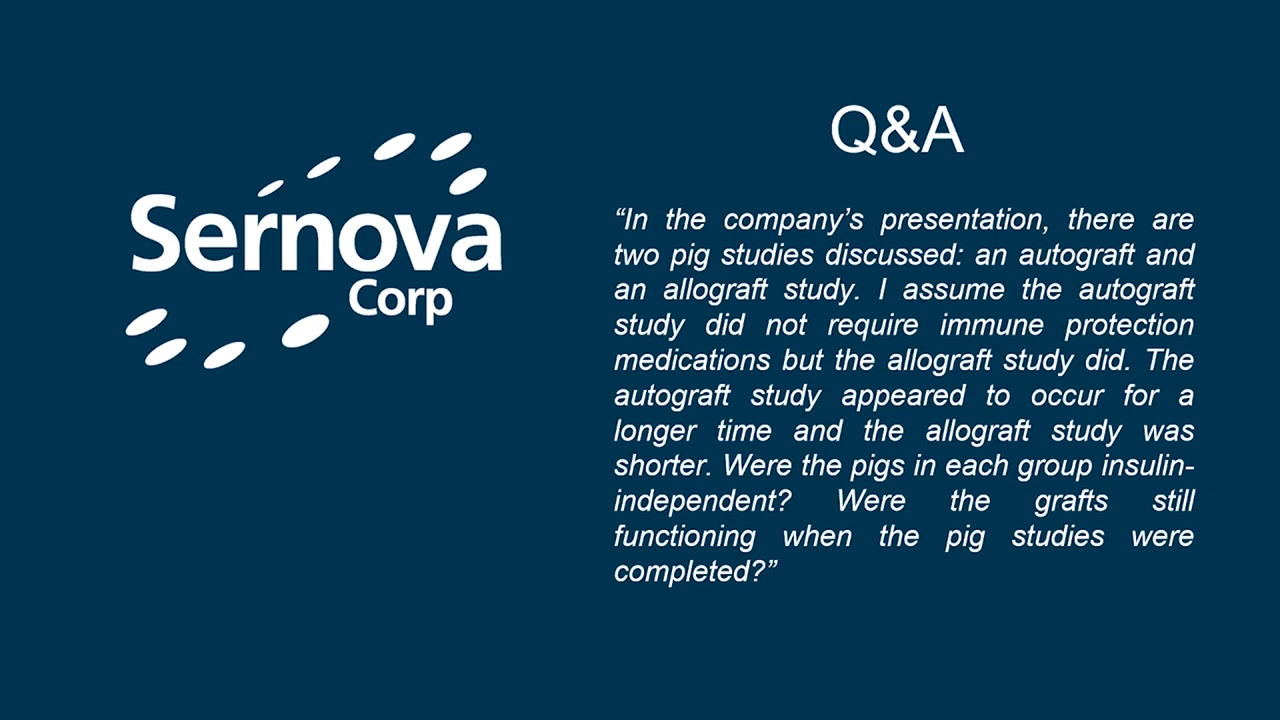 Sernova
Corp
Q&A
“In the company’s presentation, there are
two pig studies discussed: an autograft and
an allograft study. I assume the autograft
study did not require immune protection
medications but the allograft study did. The
autograft study appeared to occur for a
longer time and the allograft study was
shorter. Were the pigs in each group insulin-
independent? Were the grafts still
functioning when the pig studies were
completed?”